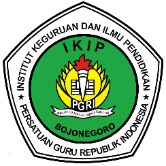 INSTITUT KEGURUAN DAN ILMU PENDIDIKAN
IKIP
PGRI
BOJONEGORO
PERSATUAN GURU REPUBLIK INDONESIA